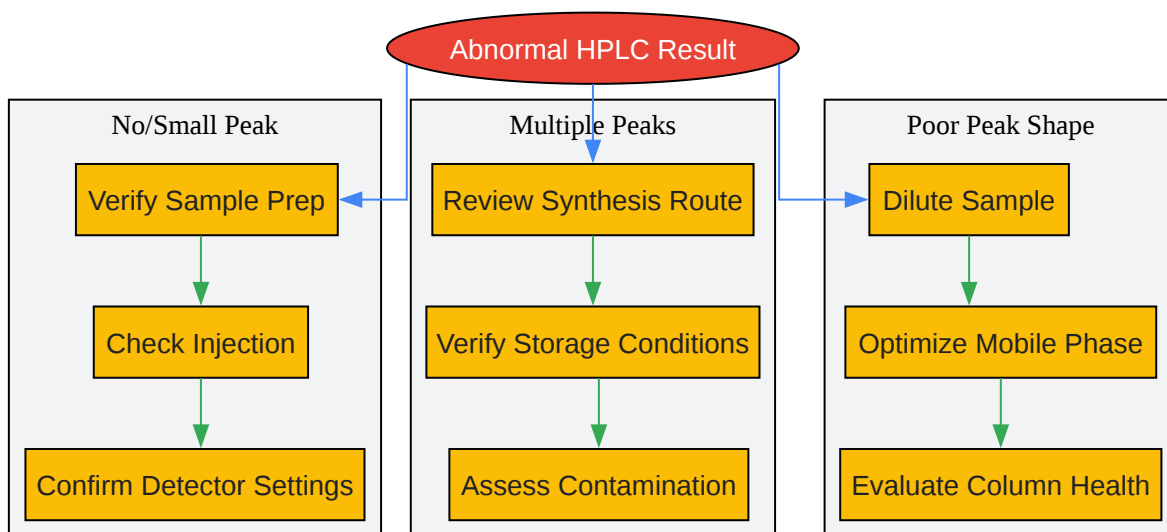 Abnormal HPLC Result
No/Small Peak
Verify Sample Prep
Check Injection
Confirm Detector Settings
Multiple Peaks
Review Synthesis Route
Verify Storage Conditions
Assess Contamination
Poor Peak Shape
Dilute Sample
Optimize Mobile Phase
Evaluate Column Health